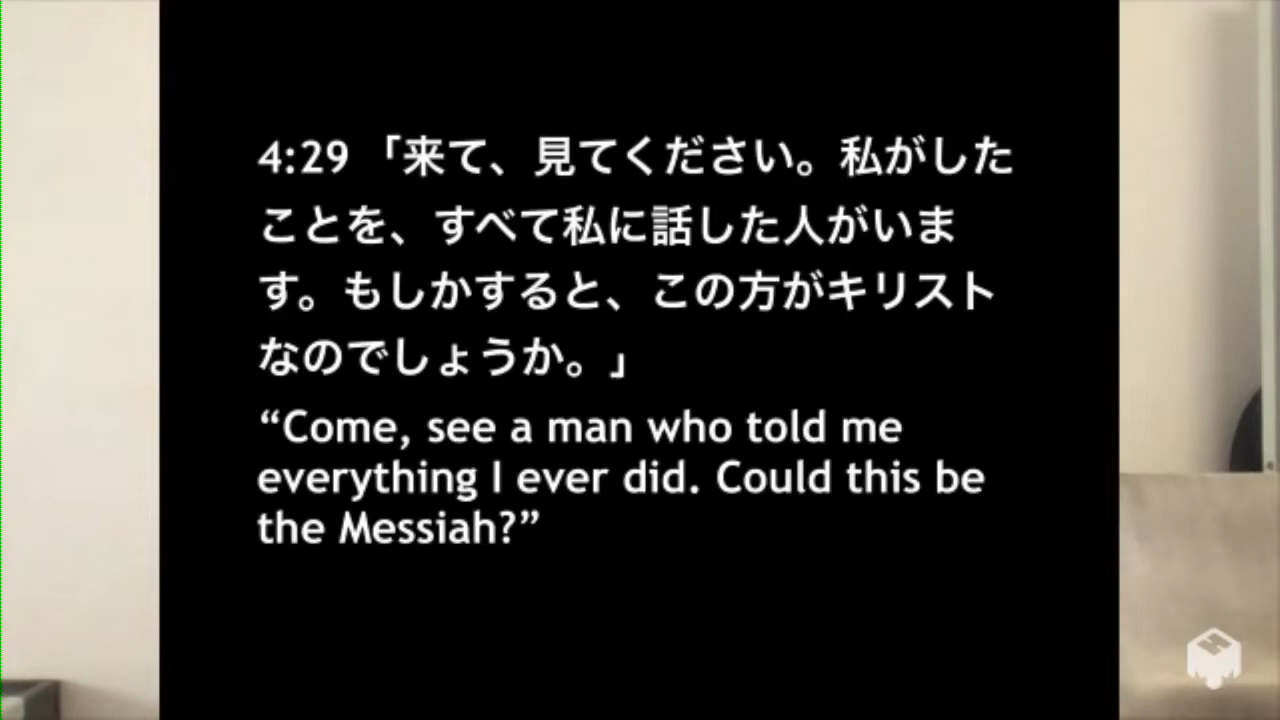 4:29 「来て、見てください。私がした
ことを、すべて私に話した人がいま
す。もしかすると、この方がキリスト
なのでしょうか。」
“Come, see a man who told me
everything I ever did. Could this be
the Messiah?”